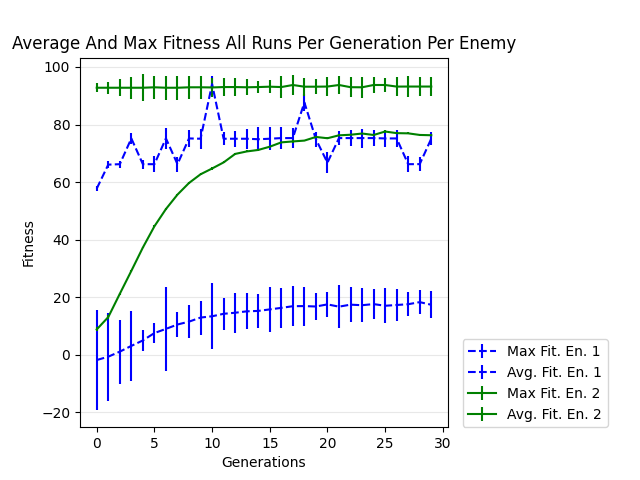 Average And Max Fitness All Runs Per Generation Per Enemy
100
80
60
40
20
0
−20
Fitness
0 5 10 15 20 25 30
Generations
Max Fit. En. 1
Avg. Fit. En. 1
Max Fit. En. 2
Avg. Fit. En. 2